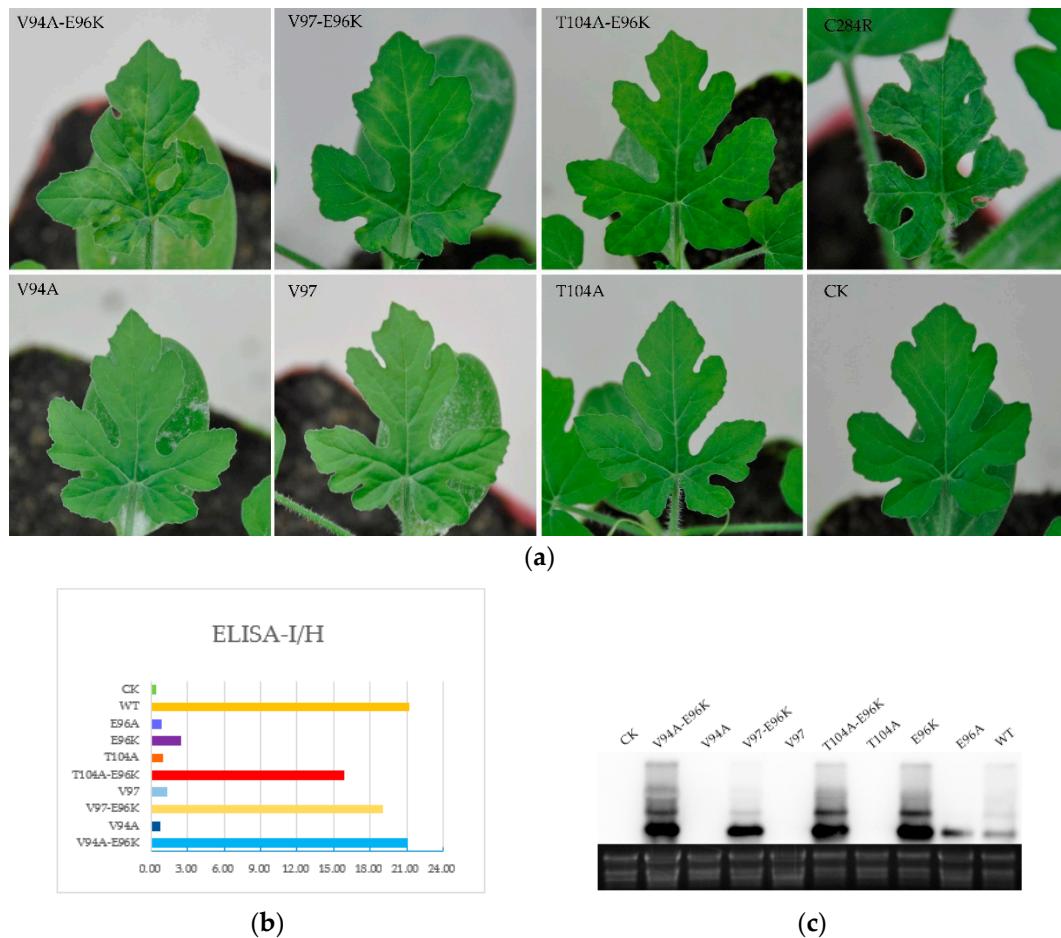 V94A-E96K
V97-E96K
T104A-E96K
C284R
V94A
V97
T104A
CK
(a)
ELISA-I/H
CK
WT
E96A
E96K
T104A
T104A-E96K
V97
V97-E96K
V94A
V94A-E96K
0.00 3.00 6.00 9.00 12.00 15.00 18.00 21.00 24.00
(b)
CK V94A-E96K V94A V97-E96K V97 T104A-E96K T104A E96K E96A WT
(c)